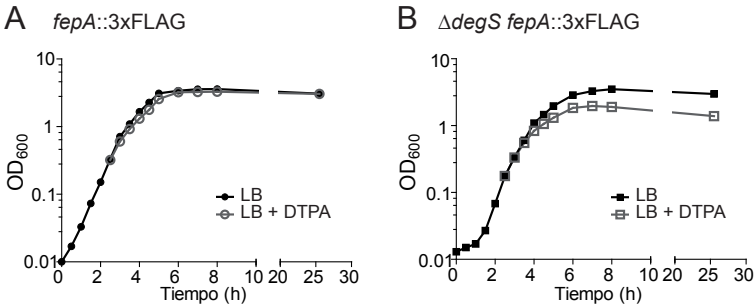 A fepA::3xFLAG
10
1
0.1
0.01
OD600
LB
LB + DTPA
0 2 4 6 8 10 20 25 30
Tiempo (h)
B ΔdegS fepA::3xFLAG
10
1
0.1
0.01
OD600
LB
LB + DTPA
0 2 4 6 8 10 20 25 30
Tiempo (h)